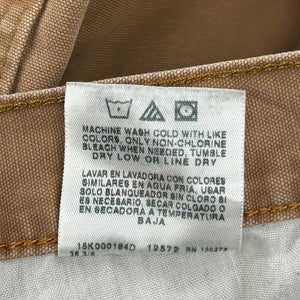 MACHINE WASH COLD WITH LIKE
COLORS, ONLY NON-CHLORINE
BLEACH WHEN NEEDED, TUMBLE
DRY LOW OR LINE DRY
LAVAR EN LAVADORA CON COLORES
SIMILARES EN AGUA FRIA, USAR
SOLO BLANQUEADOR SIN CLORO SI
ES NECESARIO, SECAR COLGADO O
EN SECADORA A TEMPERATURA
BAJA
RN